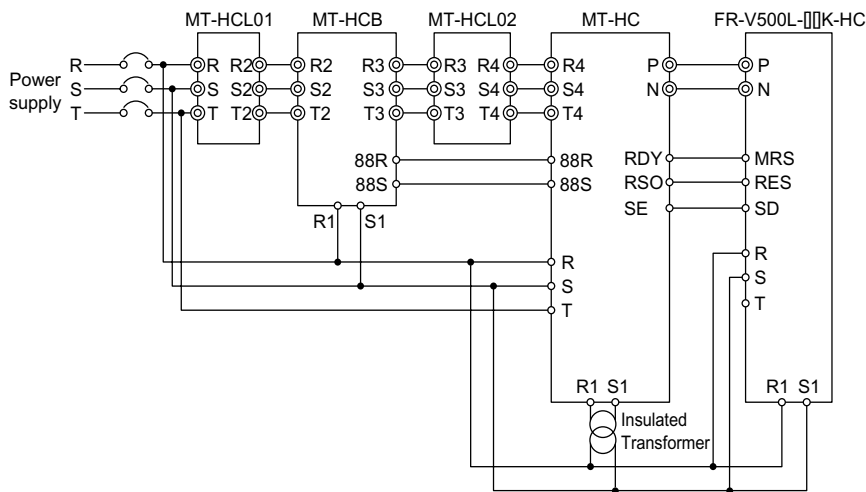 MT-HCL01 MT-HCB MT-HCL02 MT-HC FR-V500L-[][][]K-HC
Power supply
R R R2 R2 R3 R3 R4 R4 P P
S S S2 S2 S3 S3 S4 S4 N N
T T T2 T2 T3 T3 T4 T4
88R 88R RDY MRS
88S 88S RSO RES
SE SD
R1 S1
R R
S S
T T
R1 S1 R1 S1
Insulated
Transformer